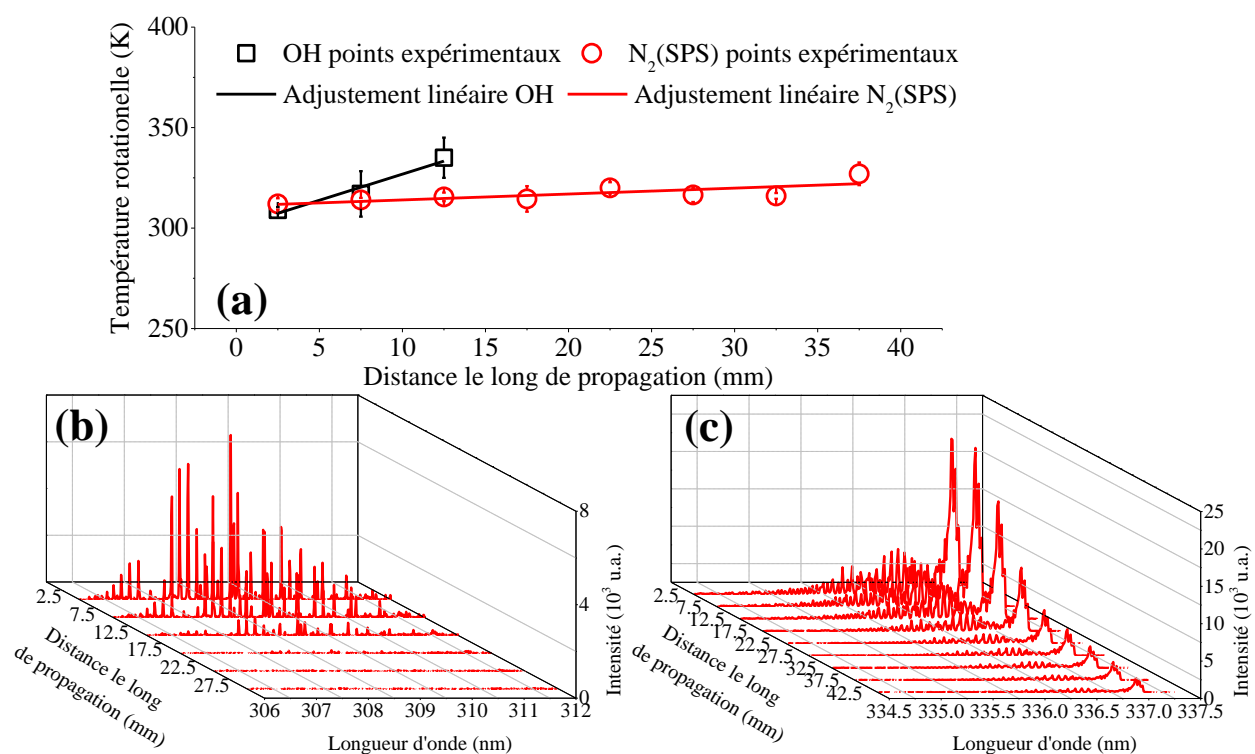 400
350
300
250
Température rotationelle (K)
OH points expérimentaux
N₂(SPS) points expérimentaux
Adjustement linéaire OH
Adjustement linéaire N₂(SPS)
(a)
0 5 10 15 20 25 30 35 40
Distance le long de propagation (mm)
(b)
2.5
7.5
12.5
17.5
22.5
27.5
Distance le long
de propagation
(mm)
306 307 308 309 310 311 312
Longueur d'onde (nm)
8
4
0
Intensité (10³ u.a.)
(c)
2.5
7.5
12.5
17.5
22.5
27.5
32.5
37.5
42.5
Distance le long
de propagation
(mm)
334.5 335.0 335.5 336.0 336.5 337.0 337.5
Longueur d'onde (nm)
25
20
15
10
5
0
Intensité (10³ u.a.)